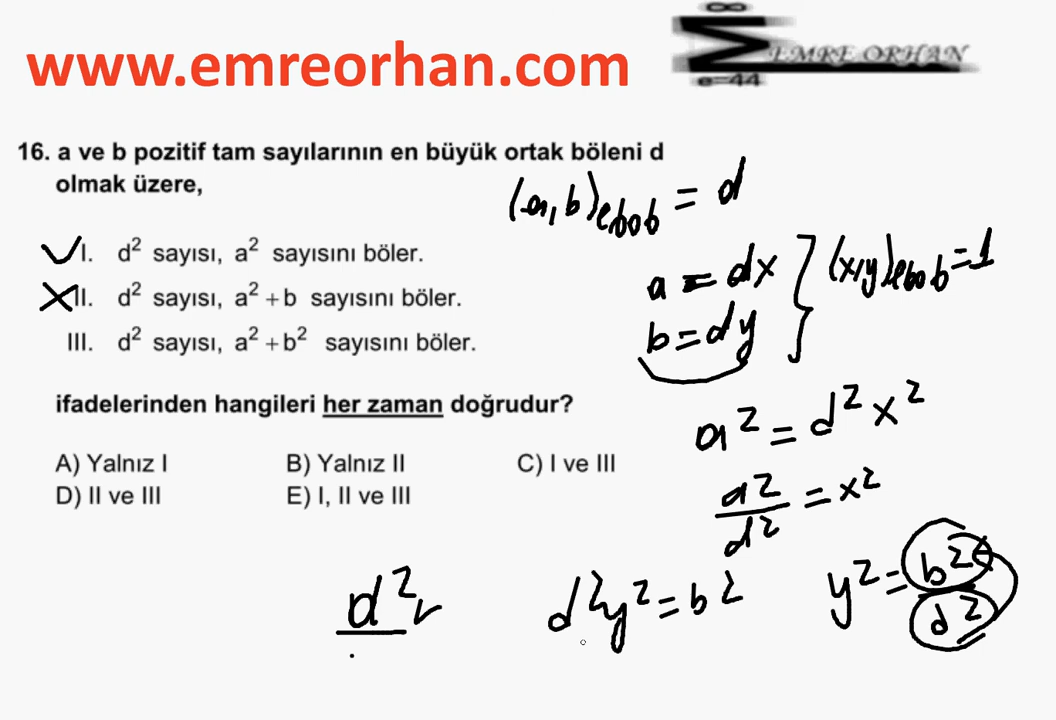 www.emreorhan.com
∞
EMRE ORHAN
e=44
16. a ve b pozitif tam sayılarının en büyük ortak böleni d
olmak üzere,
(a,b)ebob = d
I. d² sayısı, a² sayısını böler.
II. d² sayısı, a² + b sayısını böler.
III. d² sayısı, a² + b² sayısını böler.
a = dx
b = dy
(x,y)ebob = 1
ifadelerinden hangileri her zaman doğrudur?
A) Yalnız I B) Yalnız II C) I ve III
D) II ve III E) I, II ve III
a² = d²x²
a²/d² = x²
d²
d²y² = b²
y² = b²/d²